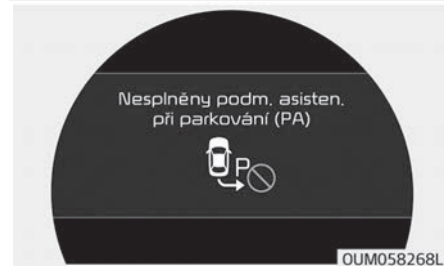 Nesplněny podm. asisten.
při parkování (PA)
P
OUM058268L